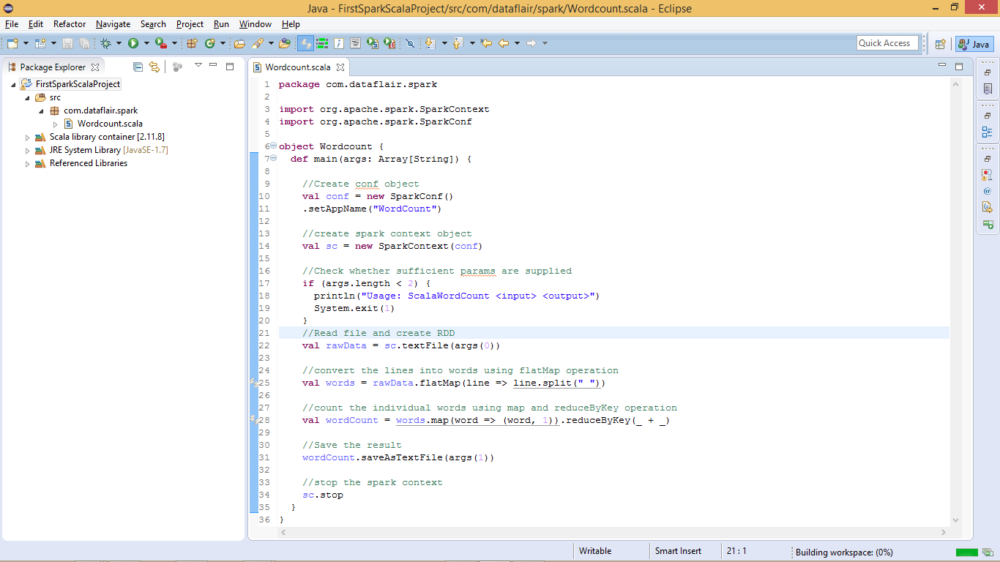 Java - FirstSparkScalaProject/src/com/dataflair/spark/Wordcount.scala - Eclipse
File Edit Refactor Navigate Search Project Run Window Help
Quick Access
Java
Package Explorer
FirstSparkScalaProject
src
com.dataflair.spark
Wordcount.scala
Scala library container [2.11.8]
JRE System Library [JavaSE-1.7]
Referenced Libraries
Wordcount.scala
1 package com.dataflair.spark
2
3 import org.apache.spark.SparkContext
4 import org.apache.spark.SparkConf
5
6 object Wordcount {
7   def main(args: Array[String]) {
8
9     //Create conf object
10     val conf = new SparkConf()
11     .setAppName("WordCount")
12
13     //create spark context object
14     val sc = new SparkContext(conf)
15
16     //Check whether sufficient params are supplied
17     if (args.length < 2) {
18       println("Usage: ScalaWordCount <input> <output>")
19       System.exit(1)
20     }
21     //Read file and create RDD
22     val rawData = sc.textFile(args(0))
23
24     //convert the lines into words using flatMap operation
25     val words = rawData.flatMap(line => line.split(" "))
26
27     //count the individual words using map and reduceByKey operation
28     val wordCount = words.map(word => (word, 1)).reduceByKey(_ + _)
29
30     //Save the result
31     wordCount.saveAsTextFile(args(1))
32
33     //stop the spark context
34     sc.stop
35   }
36 }
Writable Smart Insert 21 : 1 Building workspace: (0%)